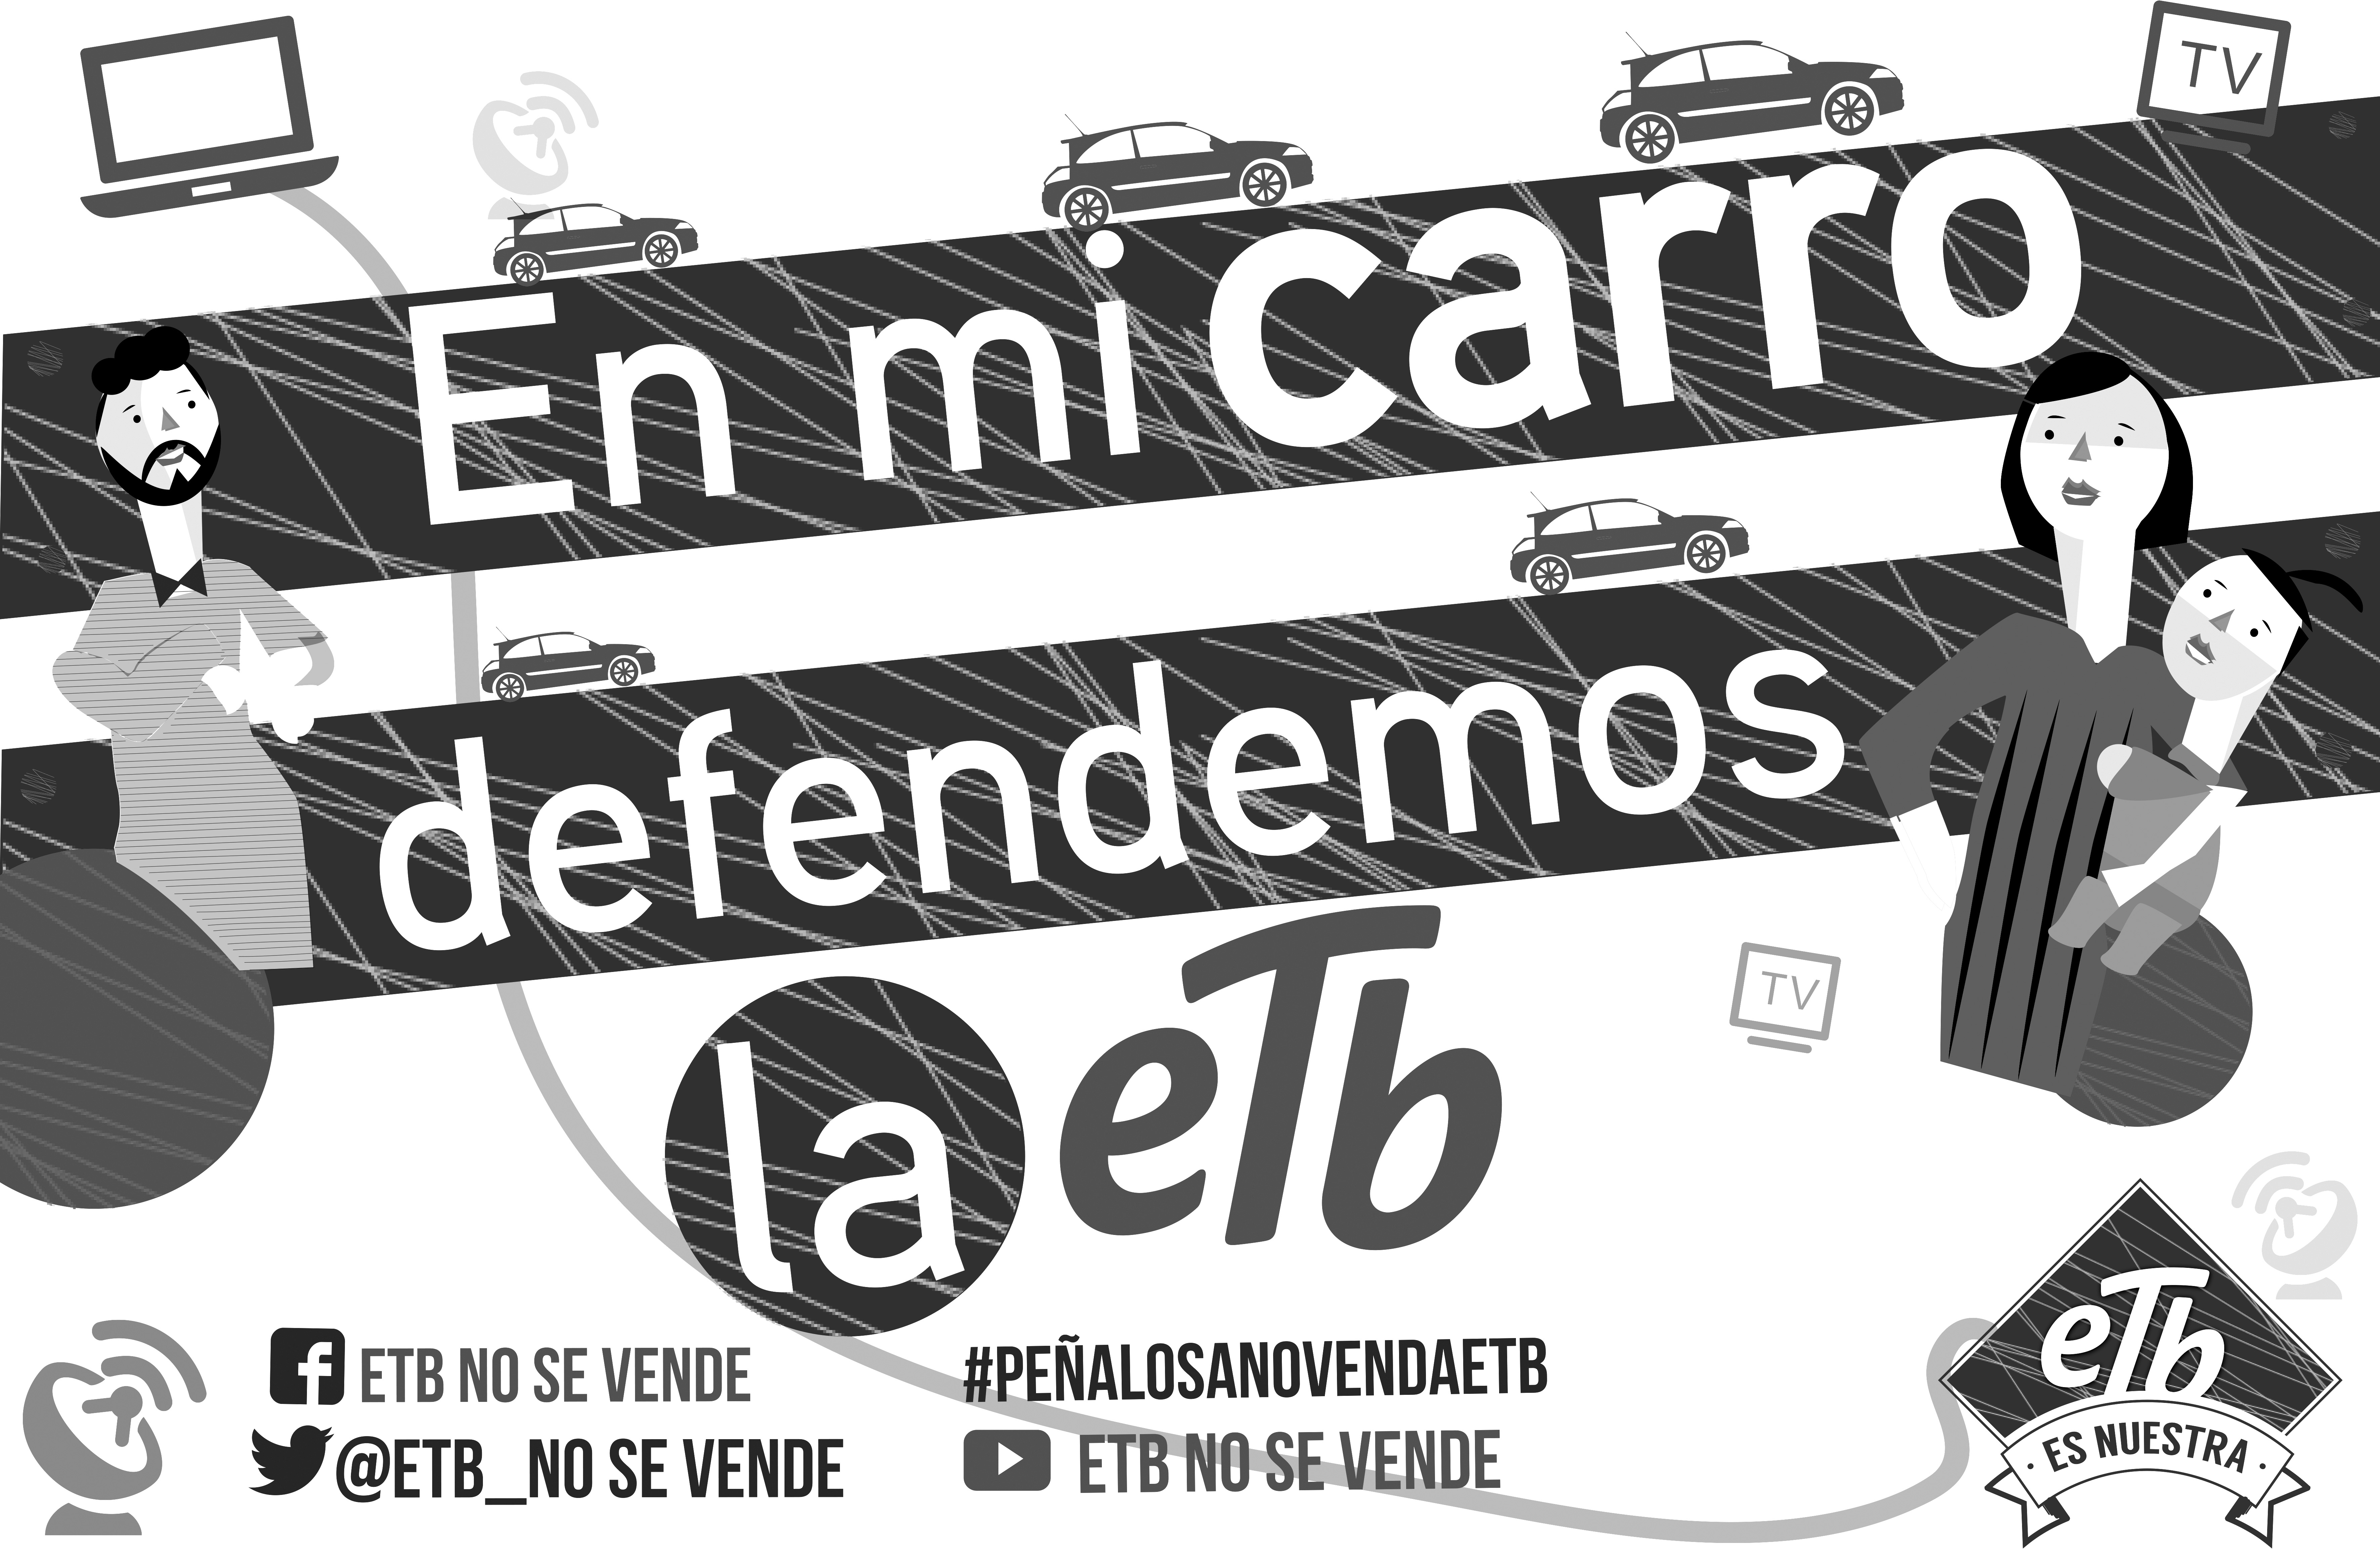 TV
En mi carro
defendemos
la eTb
TV
ETB NO SE VENDE
@ETB_NO SE VENDE
#PEÑALOSANOVENDAETB
ETB NO SE VENDE
eTb
· ES NUESTRA ·